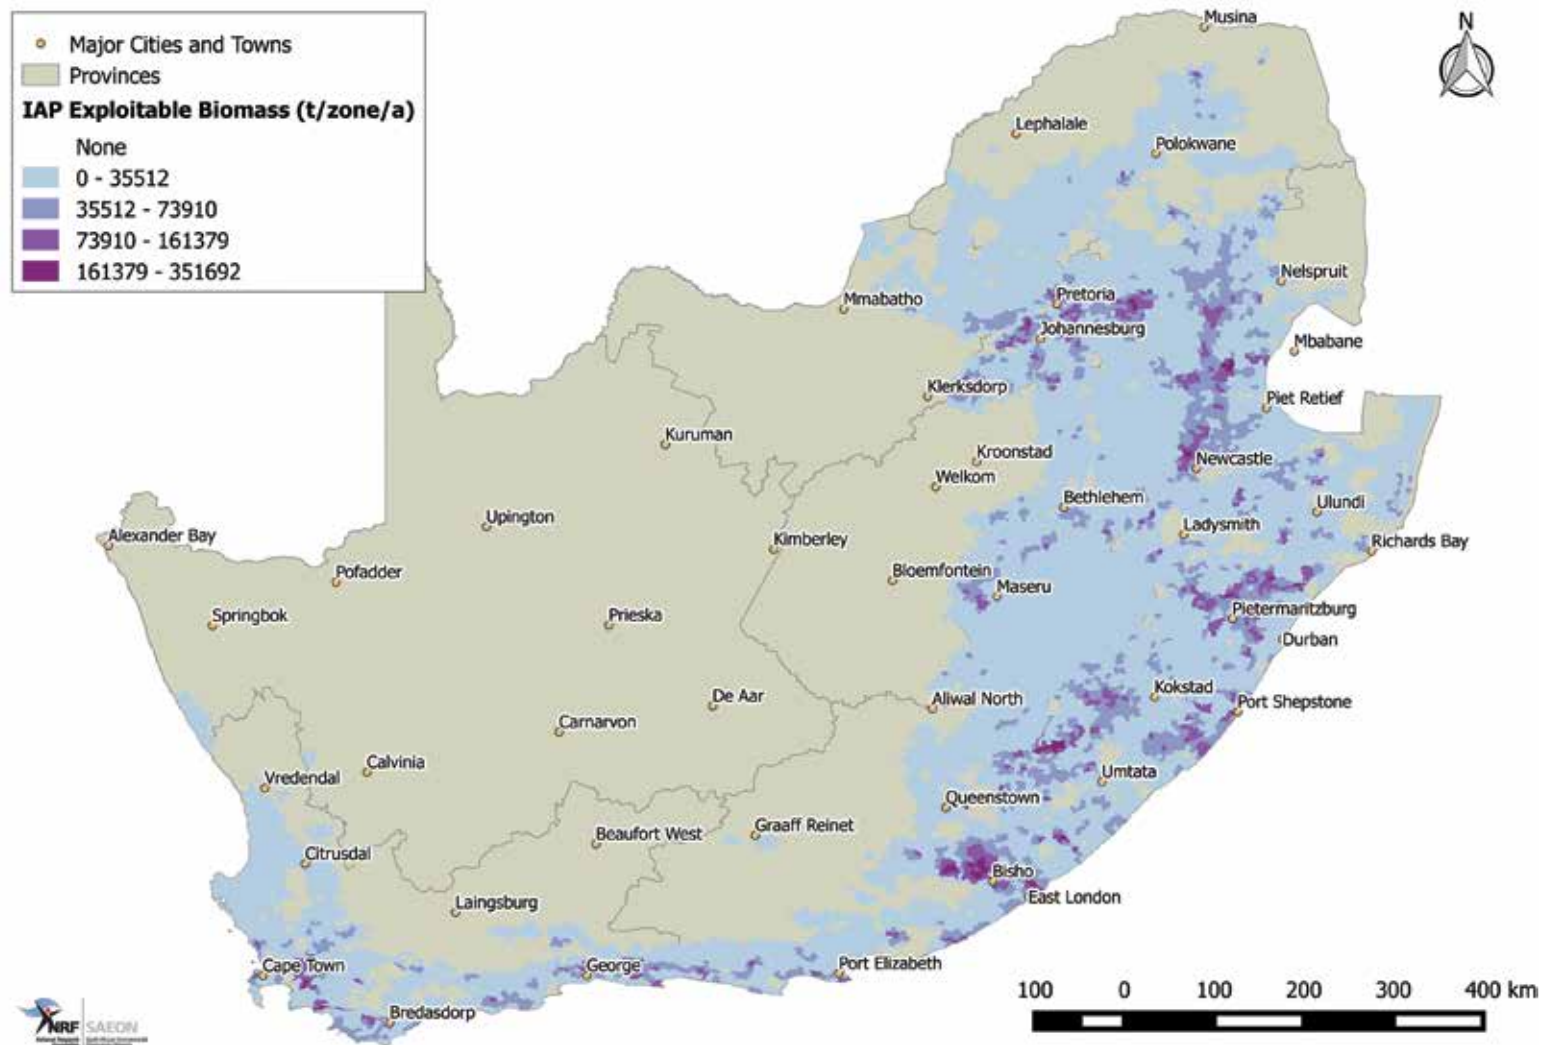 Major Cities and Towns
Provinces
IAP Exploitable Biomass (t/zone/a)
None
0 - 35512
35512 - 73910
73910 - 161379
161379 - 351692
N
Musina
Lephalale
Polokwane
Nelspruit
Mmabatho
Pretoria
Johannesburg
Mbabane
Klerksdorp
Piet Retief
Kuruman
Kroonstad
Newcastle
Welkom
Bethlehem
Ulundi
Upington
Ladysmith
Alexander Bay
Kimberley
Richards Bay
Pofadder
Bloemfontein
Maseru
Springbok
Prieska
Pietermaritzburg
Durban
De Aar
Aliwal North
Kokstad
Port Shepstone
Carnarvon
Calvinia
Vredendal
Umtata
Queenstown
Beaufort West
Graaff Reinet
Citrusdal
Bisho
Laingsburg
East London
Cape Town
George
Port Elizabeth
Bredasdorp
100 0 100 200 300 400 km
NRF SAEON